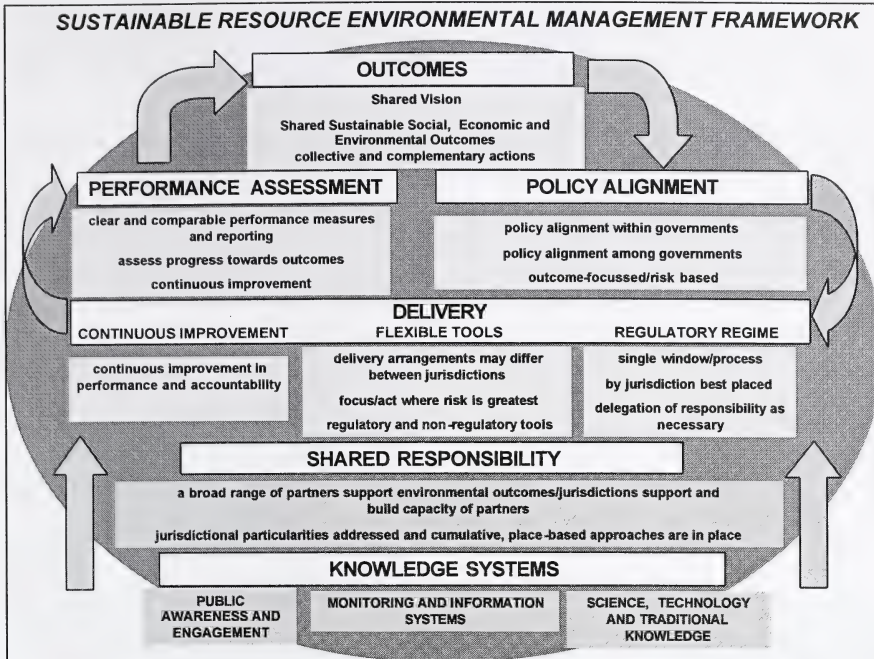 SUSTAINABLE RESOURCE ENVIRONMENTAL MANAGEMENT FRAMEWORK
OUTCOMES
Shared Vision
Shared Sustainable Social, Economic and
Environmental Outcomes
collective and complementary actions
PERFORMANCE ASSESSMENT
clear and comparable performance measures
and reporting
assess progress towards outcomes
continuous improvement
POLICY ALIGNMENT
policy alignment within governments
policy alignment among governments
outcome-focussed/risk based
DELIVERY
CONTINUOUS IMPROVEMENT
continuous improvement in
performance and accountability
FLEXIBLE TOOLS
delivery arrangements may differ
between jurisdictions
focus/act where risk is greatest
regulatory and non-regulatory tools
REGULATORY REGIME
single window/process
by jurisdiction best placed
delegation of responsibility as
necessary
SHARED RESPONSIBILITY
a broad range of partners support environmental outcomes/jurisdictions support and
build capacity of partners
jurisdictional particularities addressed and cumulative, place-based approaches are in place
KNOWLEDGE SYSTEMS
PUBLIC
AWARENESS AND
ENGAGEMENT
MONITORING AND INFORMATION
SYSTEMS
SCIENCE, TECHNOLOGY
AND TRADITIONAL
KNOWLEDGE